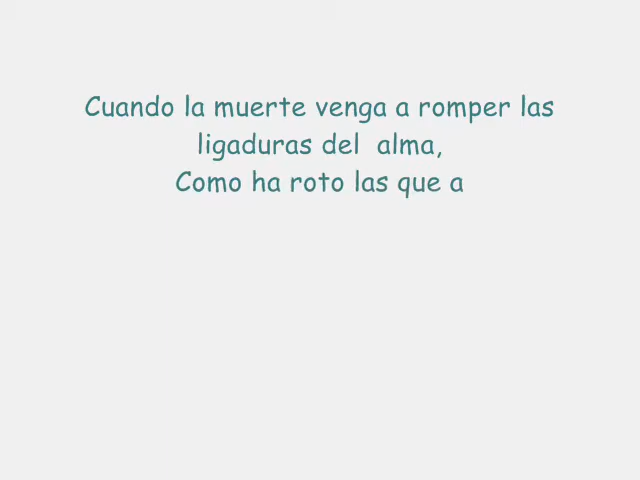 Cuando la muerte venga a romper las
ligaduras del  alma,
Como ha roto las que a